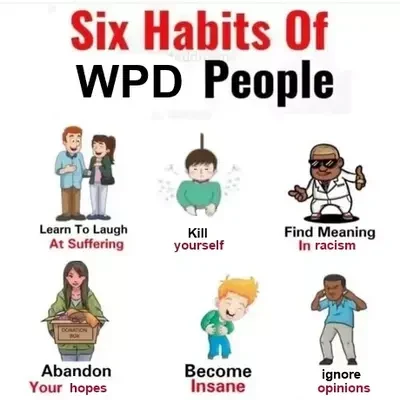 Six Habits Of
WPD People
Learn To Laugh
At Suffering
Kill
yourself
Find Meaning
In racism
DONATION
BOX
Abandon
Your hopes
Become
Insane
ignore
opinions